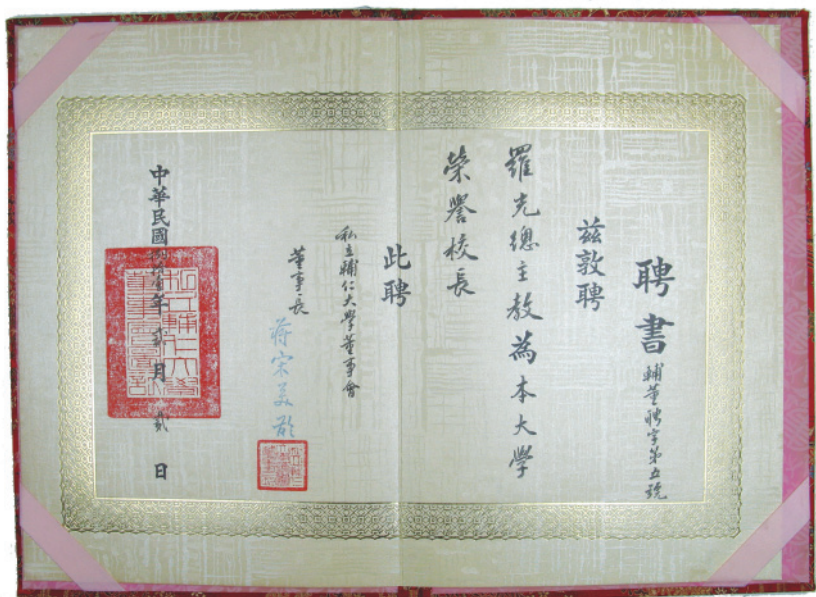 聘書
輔董聘字第五號
茲敦聘
羅光總主教為本大學
榮譽校長
此聘
私立輔仁大學董事會
董事長
蔣宋美齡
中華民國 年貳月貳日